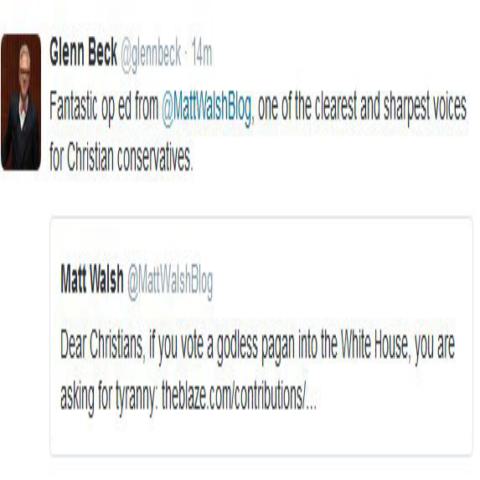 Glenn Beck @glennbeck · 14m
Fantastic op ed from @MattWalshBlog, one of the clearest and sharpest voices
for Christian conservatives.
Matt Walsh @MattWalshBlog
Dear Christians, if you vote a godless pagan into the White House, you are
asking for tyranny: theblaze.com/contributions/...